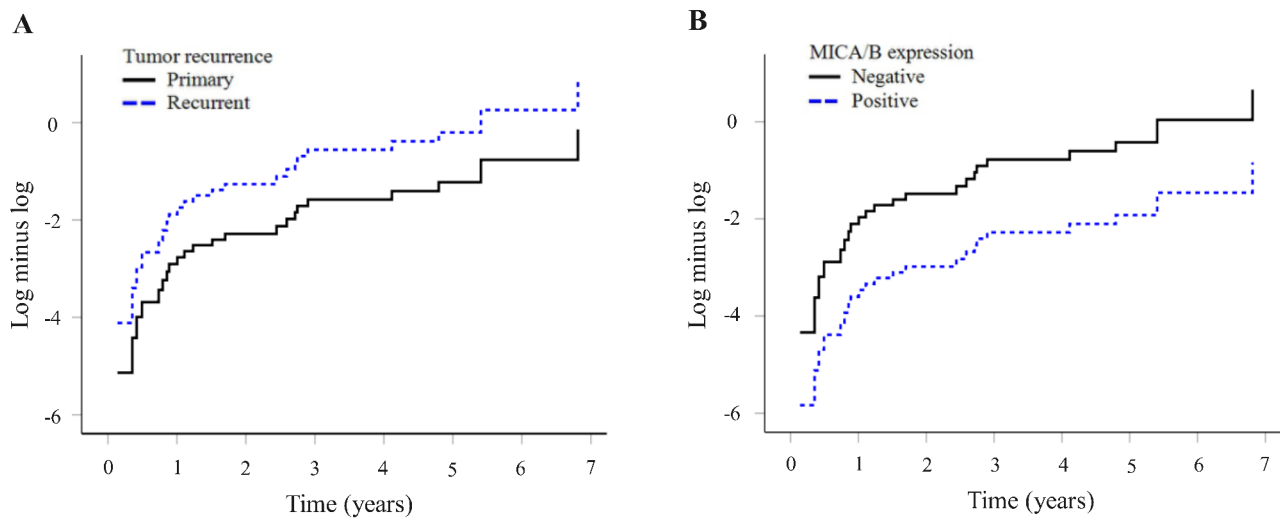 A
Tumor recurrence
Primary
Recurrent
Log minus log
0
-2
-4
-6
0 1 2 3 4 5 6 7
Time (years)
B
MICA/B expression
Negative
Positive
Log minus log
0
-2
-4
-6
0 1 2 3 4 5 6 7
Time (years)